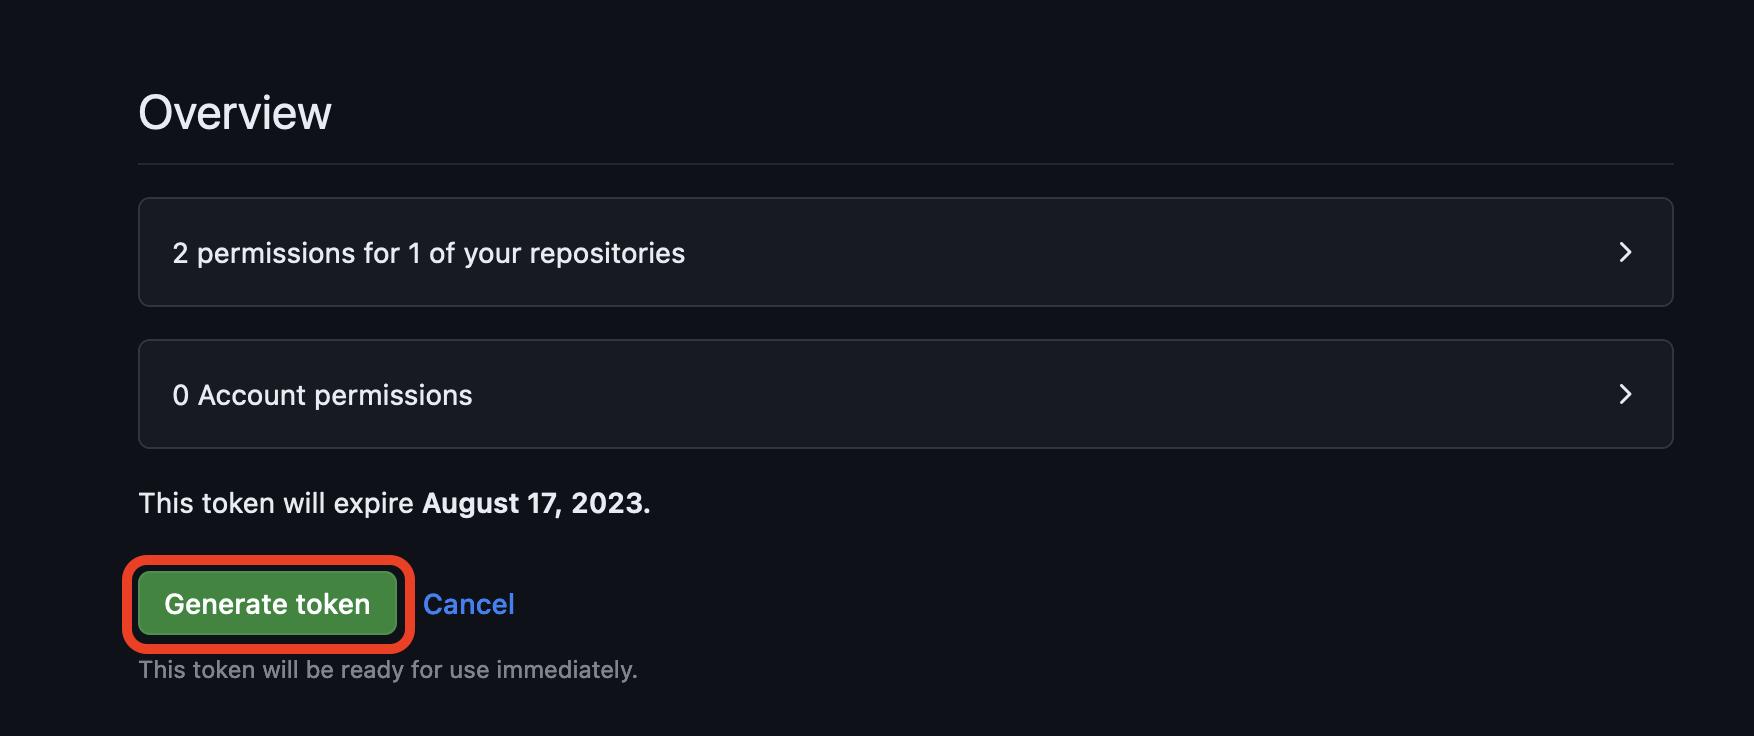 Overview
2 permissions for 1 of your repositories
0 Account permissions
This token will expire August 17, 2023.
Generate token Cancel
This token will be ready for use immediately.